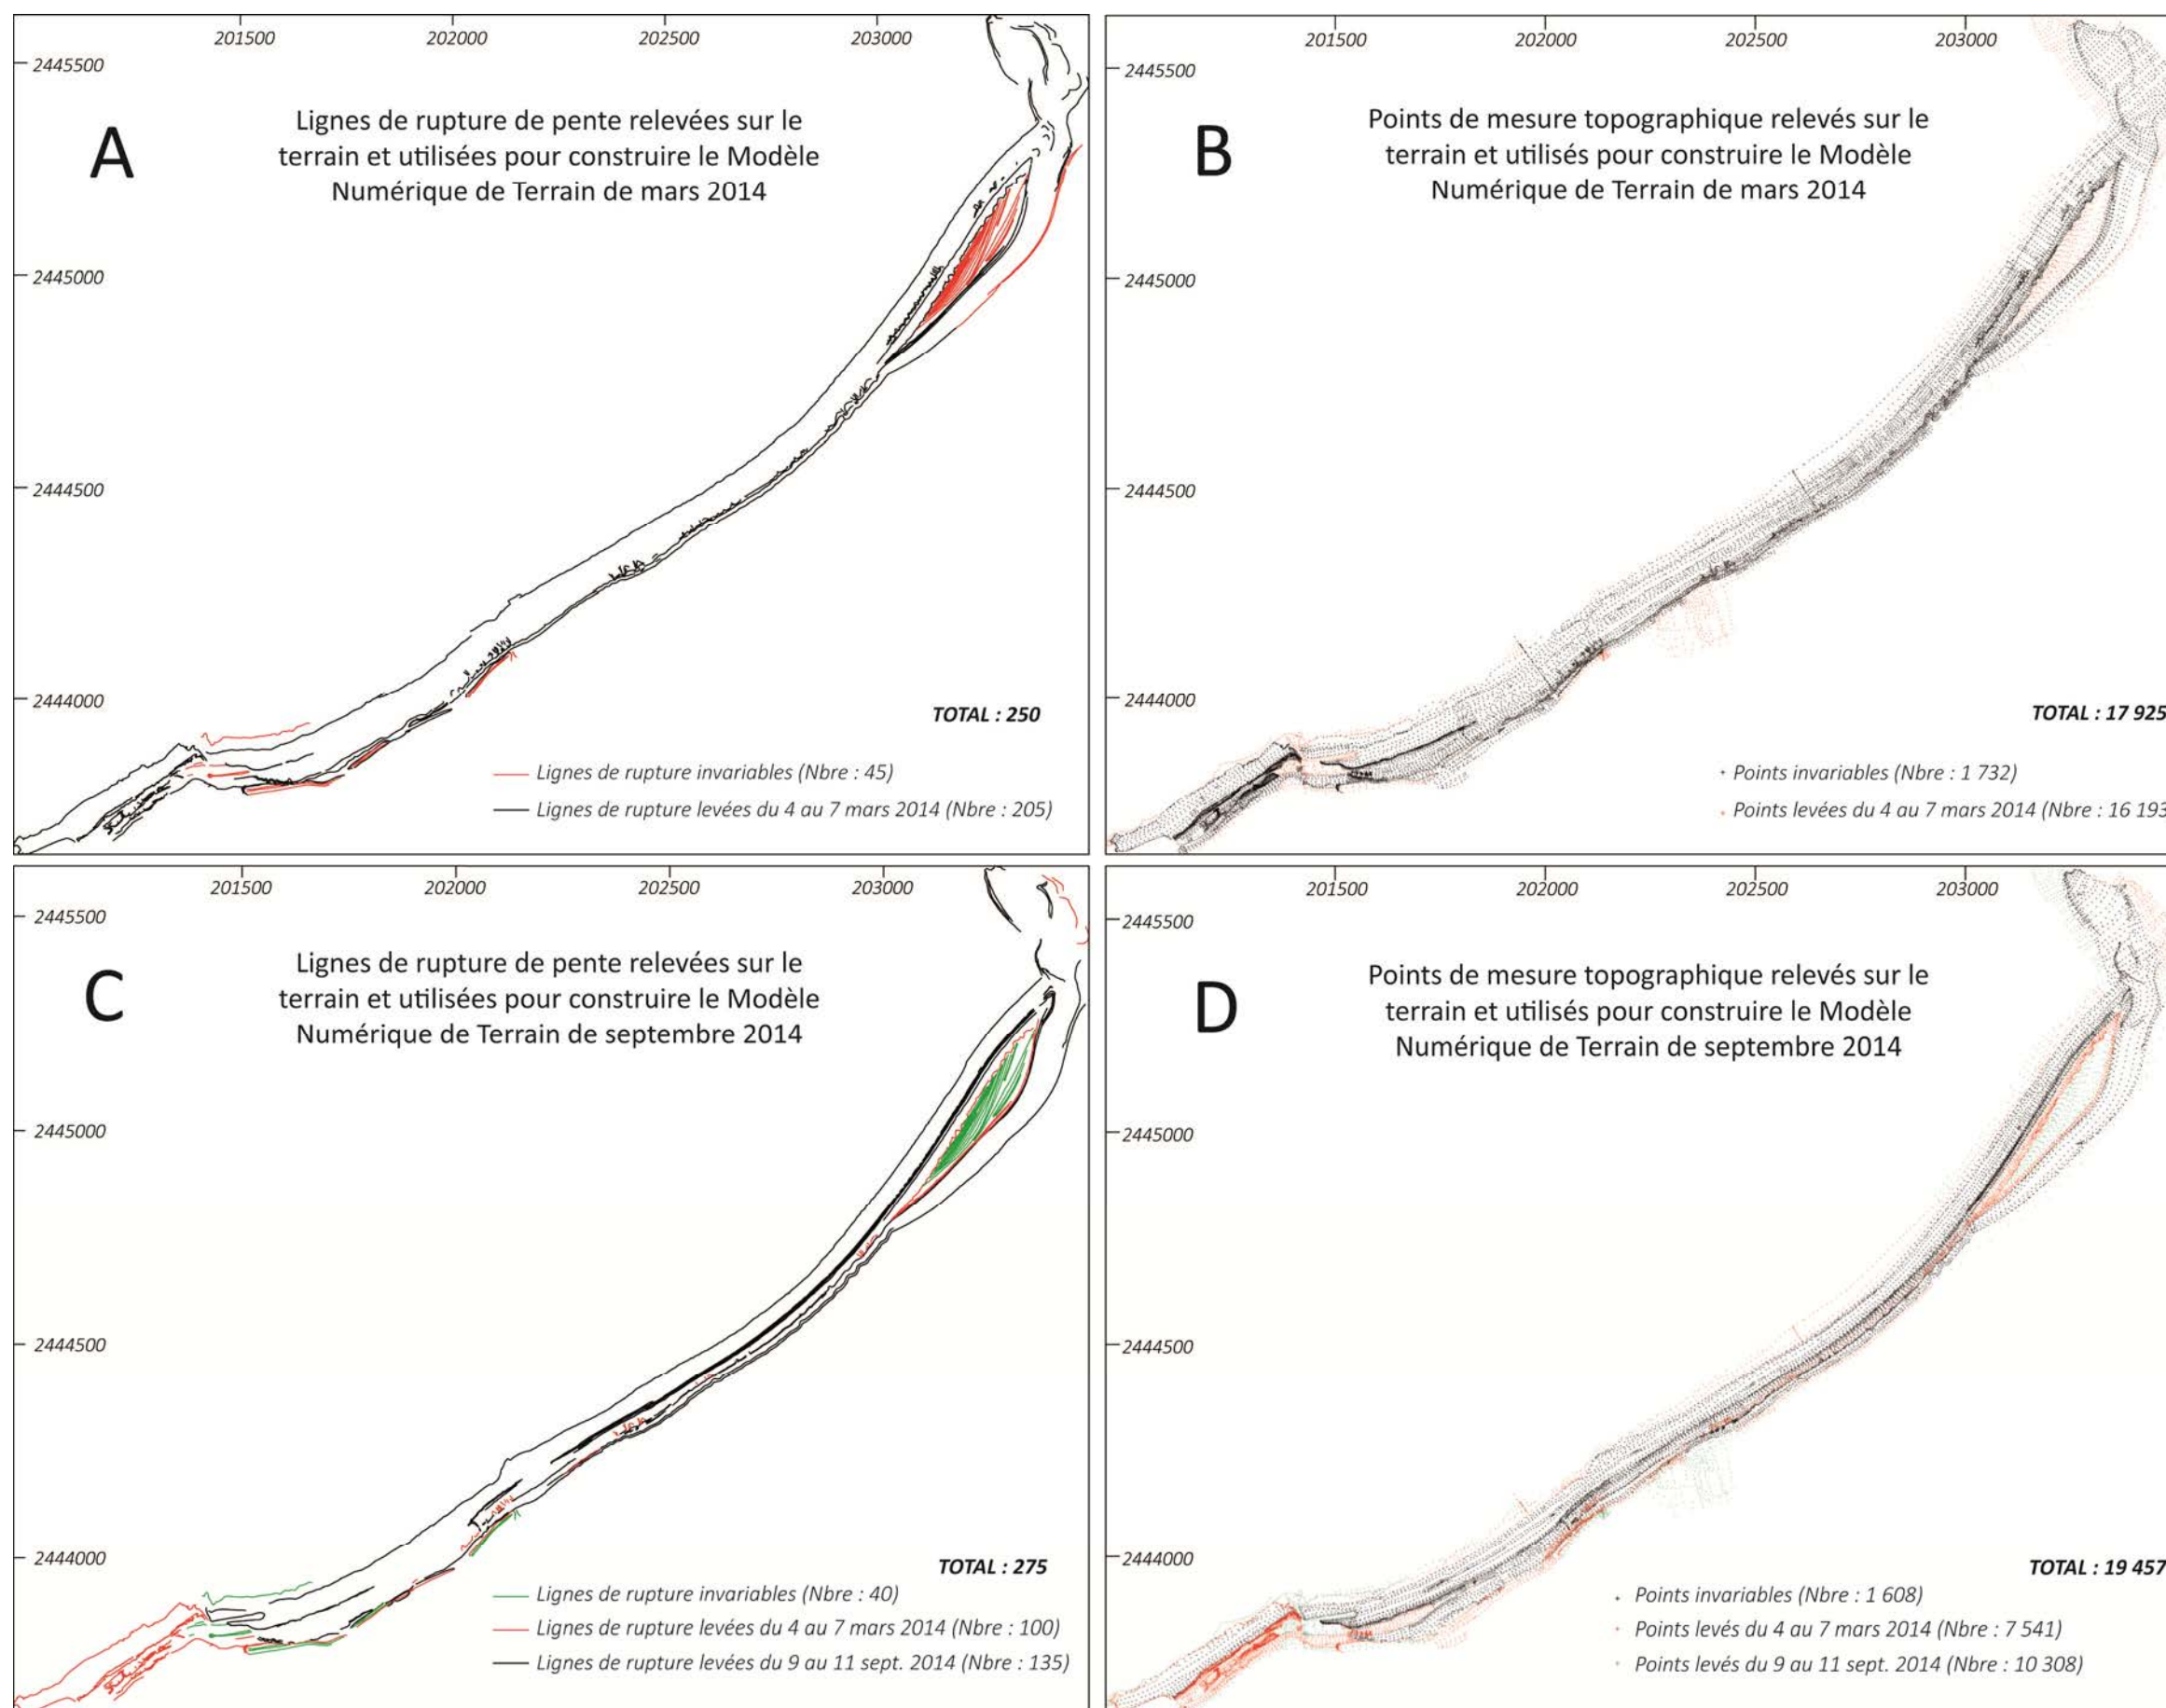 201500 202000 202500 203000
2445500
A
Lignes de rupture de pente relevées sur le
terrain et utilisées pour construire le Modèle
Numérique de Terrain de mars 2014
2445000
2444500
2444000
TOTAL : 250
Lignes de rupture invariables (Nbre : 45)
Lignes de rupture levées du 4 au 7 mars 2014 (Nbre : 205)
201500 202000 202500 203000
2445500
B
Points de mesure topographique relevés sur le
terrain et utilisés pour construire le Modèle
Numérique de Terrain de mars 2014
2445000
2444500
2444000
TOTAL : 17 925
Points invariables (Nbre : 1 732)
Points levées du 4 au 7 mars 2014 (Nbre : 16 193
201500 202000 202500 203000
2445500
C
Lignes de rupture de pente relevées sur le
terrain et utilisées pour construire le Modèle
Numérique de Terrain de septembre 2014
2445000
2444500
2444000
TOTAL : 275
Lignes de rupture invariables (Nbre : 40)
Lignes de rupture levées du 4 au 7 mars 2014 (Nbre : 100)
Lignes de rupture levées du 9 au 11 sept. 2014 (Nbre : 135)
201500 202000 202500 203000
2445500
D
Points de mesure topographique relevés sur le
terrain et utilisés pour construire le Modèle
Numérique de Terrain de septembre 2014
2445000
2444500
2444000
TOTAL : 19 457
Points invariables (Nbre : 1 608)
Points levés du 4 au 7 mars 2014 (Nbre : 7 541)
Points levés du 9 au 11 sept. 2014 (Nbre : 10 308)